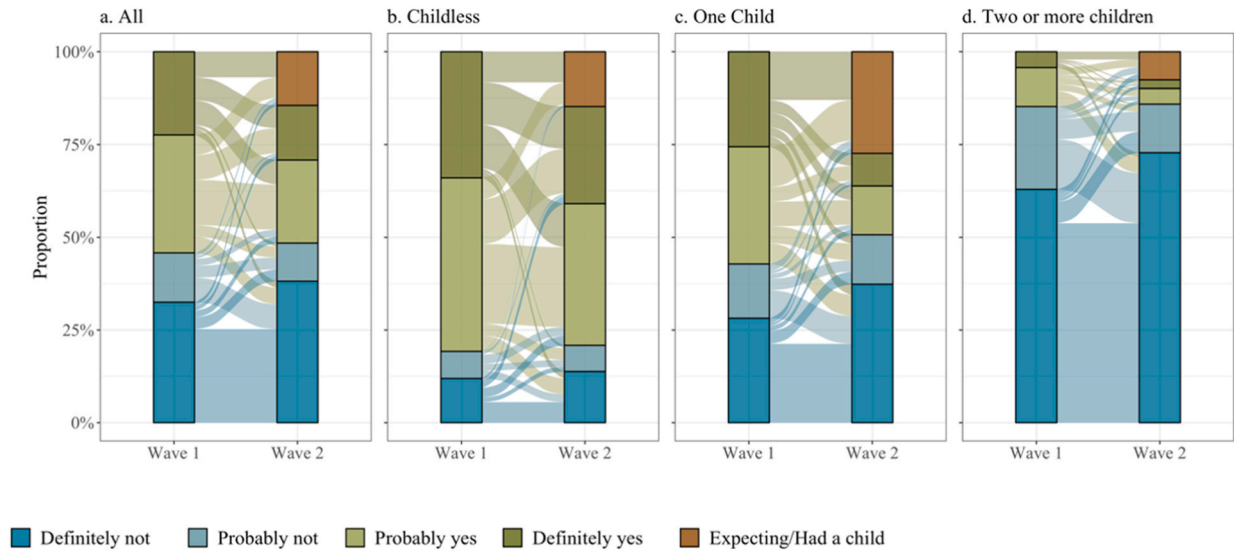 a. All
b. Childless
c. One Child
d. Two or more children
Proportion
100%
75%
50%
25%
0%
Wave 1 Wave 2 Wave 1 Wave 2 Wave 1 Wave 2 Wave 1 Wave 2
Definitely not Probably not Probably yes Definitely yes Expecting/Had a child